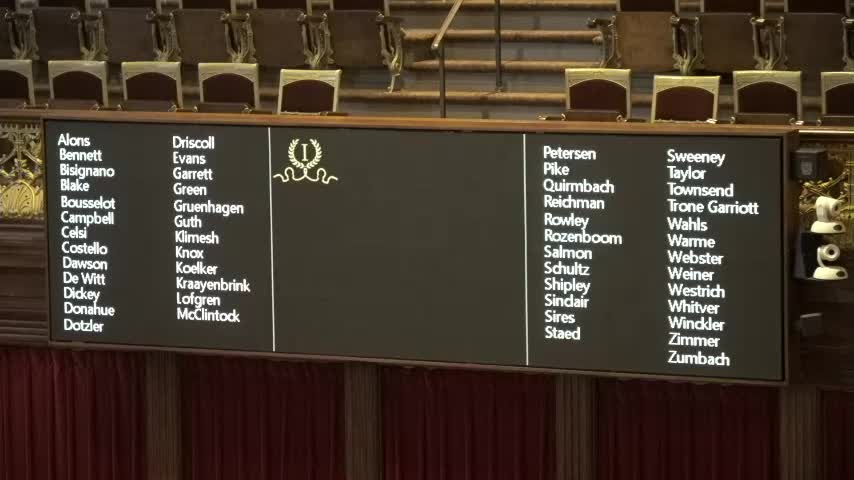 Alons
Bennett
Bisignano
Blake
Bousselot
Campbell
Celsi
Costello
Dawson
De Witt
Dickey
Donahue
Dotzler
Driscoll
Evans
Garrett
Green
Gruenhagen
Guth
Klimesh
Knox
Koelker
Kraayenbrink
Lofgren
McClintock
I
Petersen
Pike
Quirmbach
Reichman
Rowley
Rozenboom
Salmon
Schultz
Shipley
Sinclair
Sires
Staed
Sweeney
Taylor
Townsend
Trone Garriott
Wahls
Warme
Webster
Weiner
Westrich
Whitver
Winckler
Zimmer
Zumbach